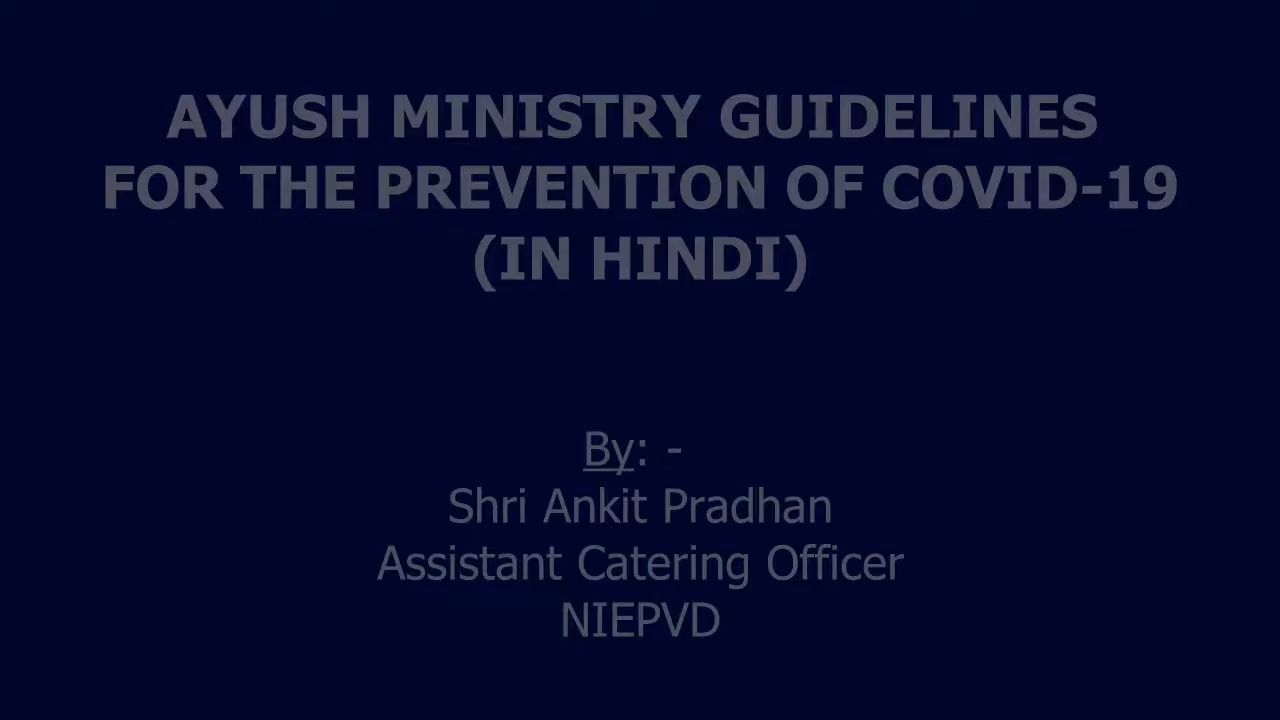 AYUSH MINISTRY GUIDELINES
FOR THE PREVENTION OF COVID-19
(IN HINDI)
By: -
Shri Ankit Pradhan
Assistant Catering Officer
NIEPVD